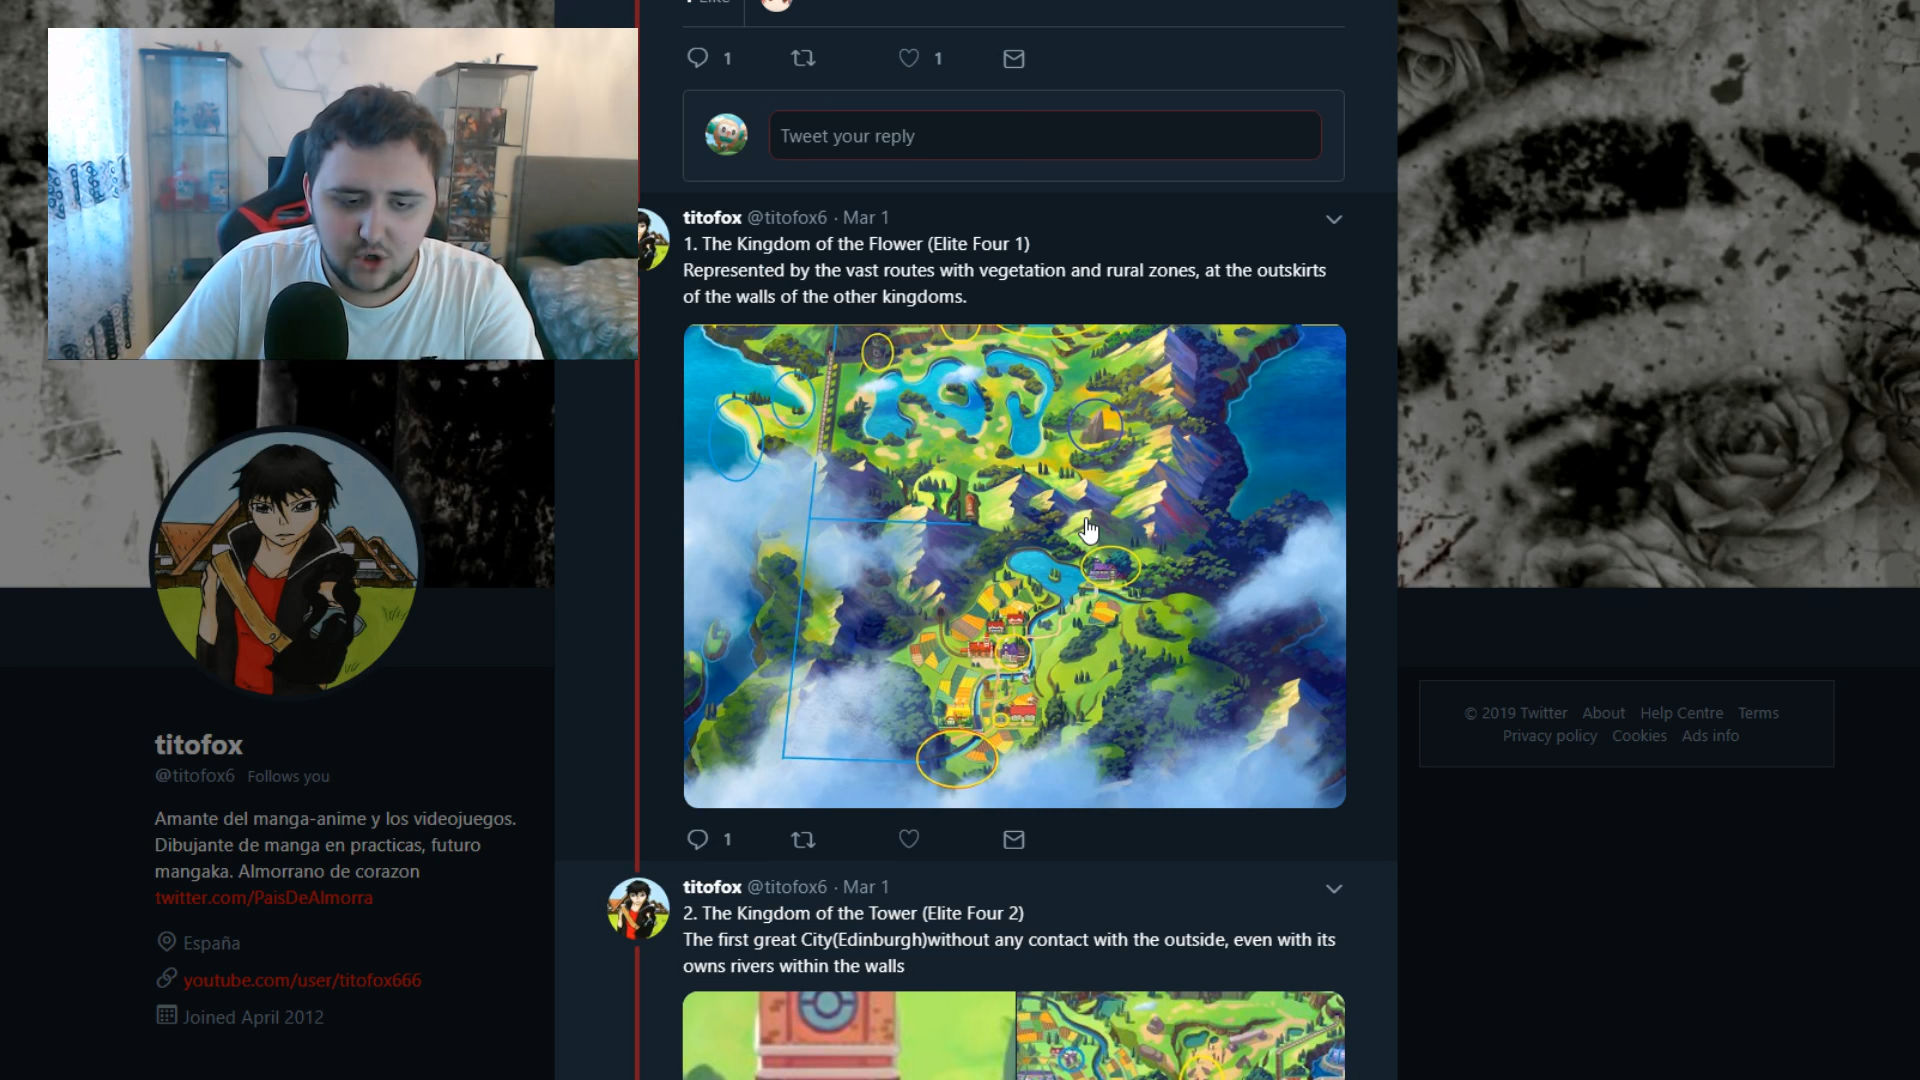 1
1
Tweet your reply
titofox @titofox6 · Mar 1
1. The Kingdom of the Flower (Elite Four 1)
Represented by the vast routes with vegetation and rural zones, at the outskirts
of the walls of the other kingdoms.
1
titofox @titofox6 · Mar 1
2. The Kingdom of the Tower (Elite Four 2)
The first great City(Edinburgh)without any contact with the outside, even with its
owns rivers within the walls
titofox
@titofox6 Follows you
Amante del manga-anime y los videojuegos.
Dibujante de manga en practicas, futuro
mangaka. Almorrano de corazon
twitter.com/PaisDeAlmorra
España
youtube.com/user/titofox666
Joined April 2012
© 2019 Twitter About Help Centre Terms
Privacy policy Cookies Ads info